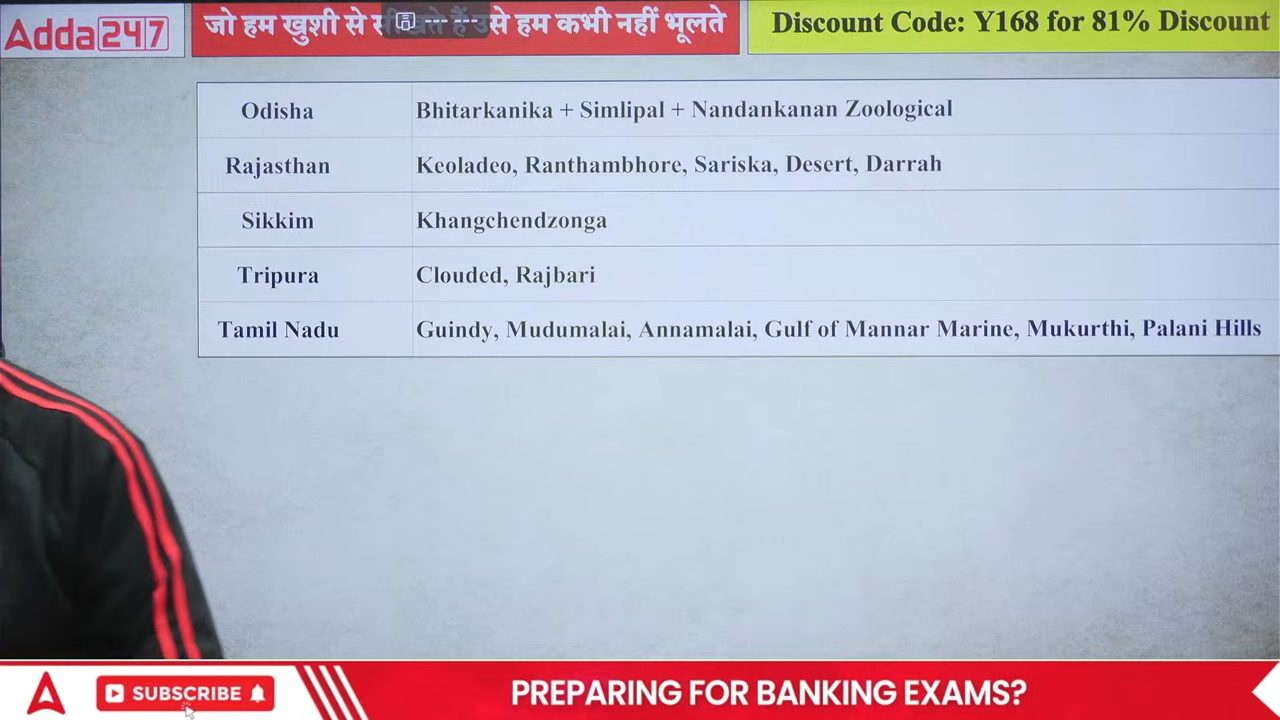 Adda247
जो हम खुशी से उसे हम कभी नहीं भूलते
Discount Code: Y168 for 81% Discount
Odisha Bhitarkanika + Simlipal + Nandankanan Zoological
Rajasthan Keoladeo, Ranthambhore, Sariska, Desert, Darrah
Sikkim Khangchendzonga
Tripura Clouded, Rajbari
Tamil Nadu Guindy, Mudumalai, Annamalai, Gulf of Mannar Marine, Mukurthi, Palani Hills
SUBSCRIBE
PREPARING FOR BANKING EXAMS?